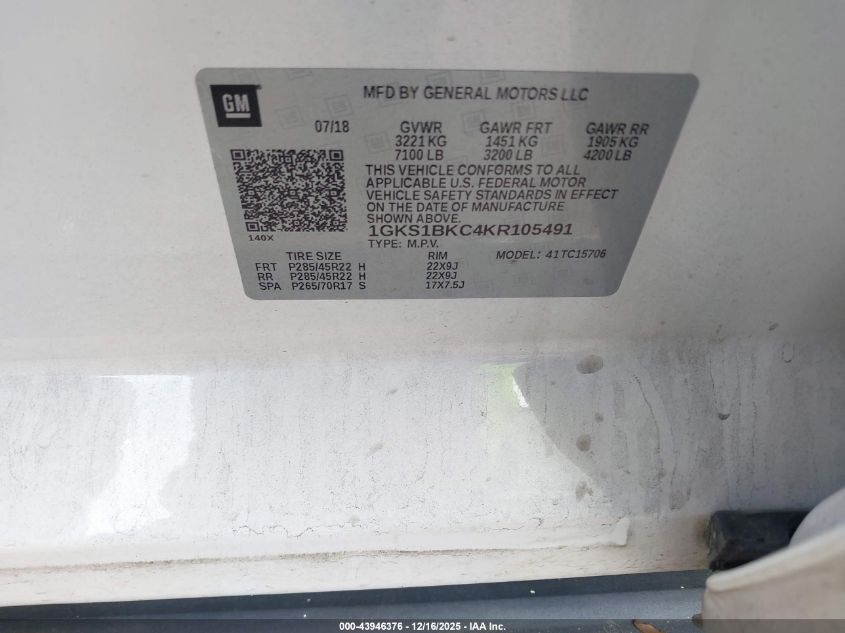 GM
MFD BY GENERAL MOTORS LLC
07/18 GVWR GAWR FRT GAWR RR
3221 KG 1451 KG 1905 KG
7100 LB 3200 LB 4200 LB
THIS VEHICLE CONFORMS TO ALL
APPLICABLE U.S. FEDERAL MOTOR
VEHICLE SAFETY STANDARDS IN EFFECT
ON THE DATE OF MANUFACTURE
SHOWN ABOVE.
1GKS1BKC4KR105491
140X
TYPE: M.P.V.
TIRE SIZE RIM MODEL: 41TC15706
FRT P285/45R22 H 22X9J
RR P285/45R22 H 22X9J
SPA P265/70R17 S 17X7.5J
000-43946376 - 12/16/2025 - IAA Inc.